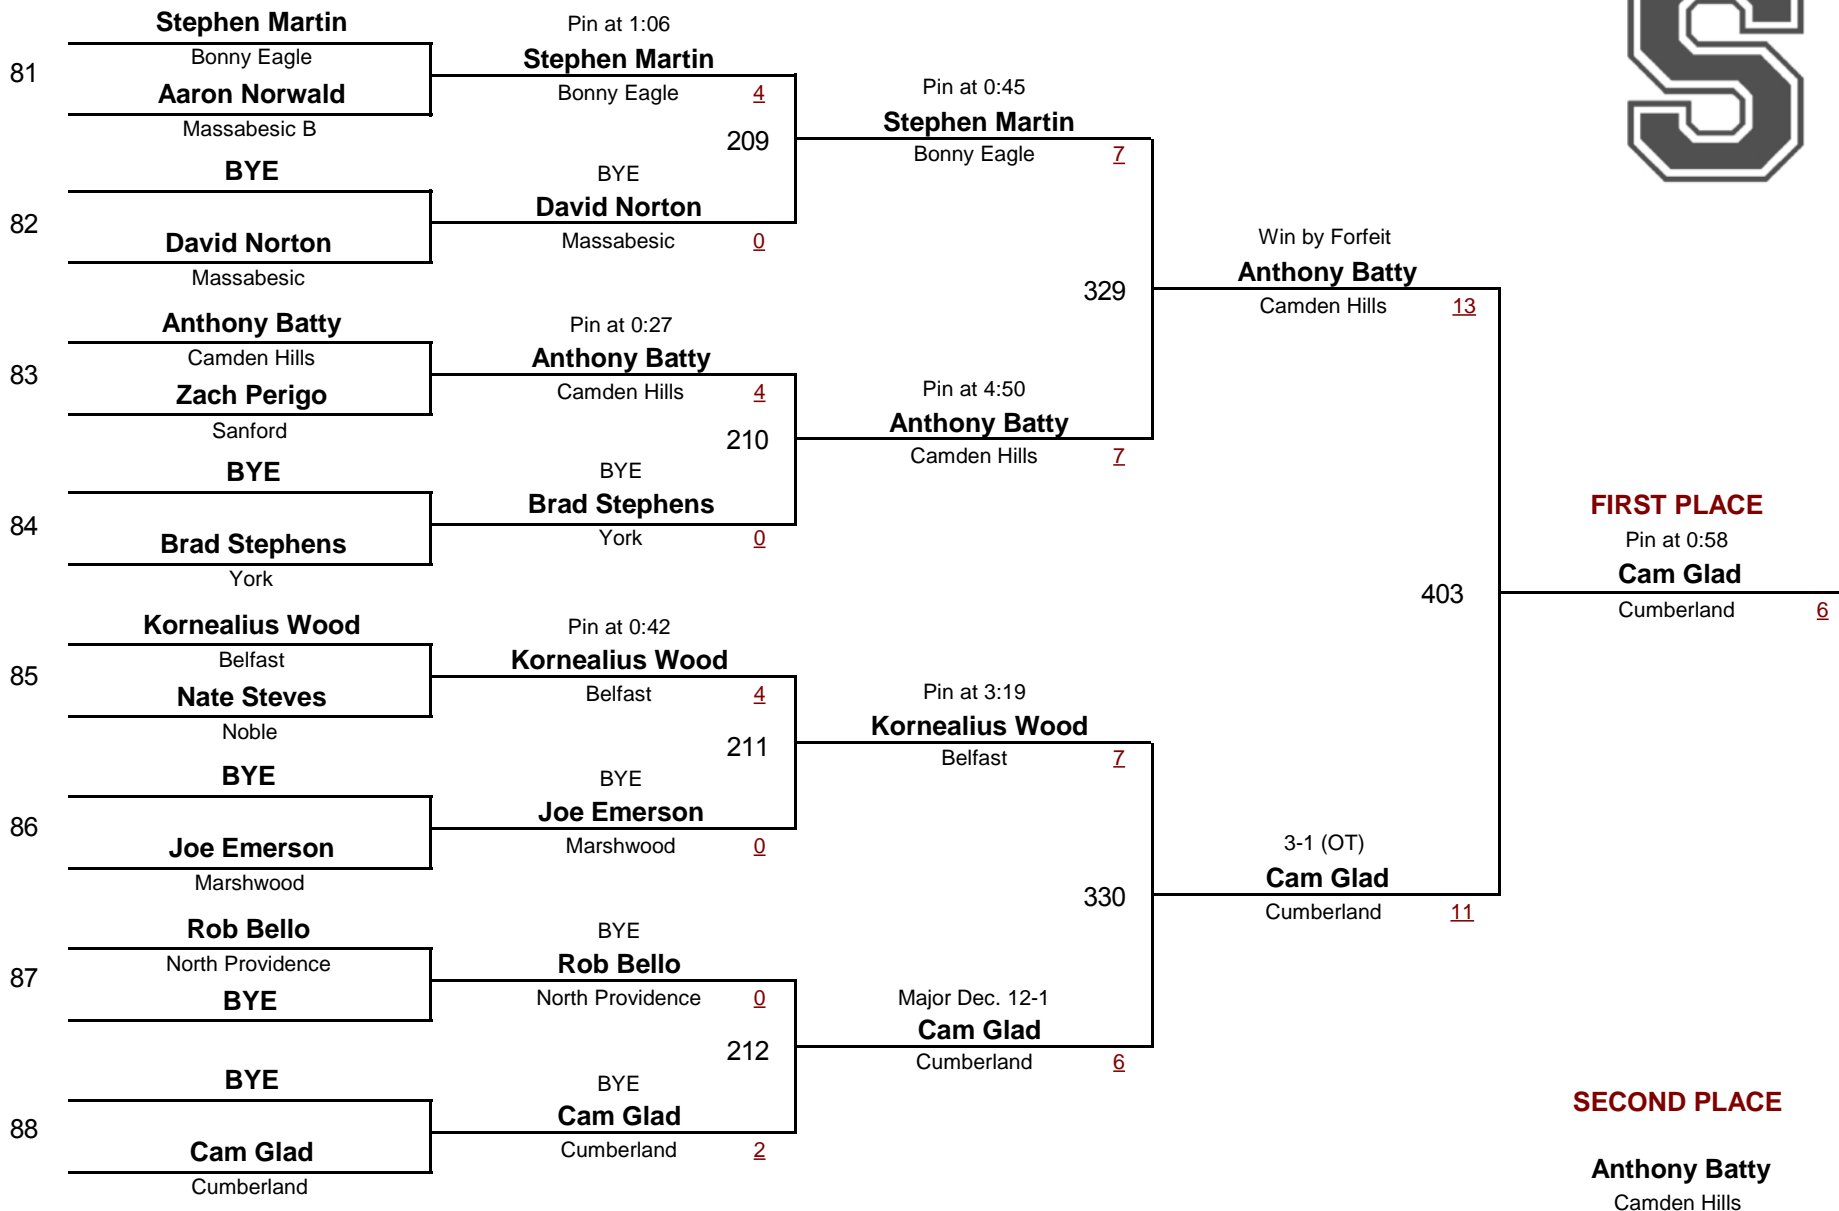 Stephen Martin
81
Bonny Eagle
Aaron Norwald
Massabesic B
BYE
82
David Norton
Massabesic
Anthony Batty
83
Camden Hills
Zach Perigo
Sanford
BYE
84
Brad Stephens
York
Kornealius Wood
85
Belfast
Nate Steves
Noble
BYE
86
Joe Emerson
Marshwood
Rob Bello
87
North Providence
BYE
BYE
88
Cam Glad
Cumberland
Pin at 1:06
Stephen Martin
Bonny Eagle 4
209
BYE
David Norton
Massabesic 0
Pin at 0:27
Anthony Batty
Camden Hills 4
210
BYE
Brad Stephens
York 0
Pin at 0:42
Kornealius Wood
Belfast 4
211
BYE
Joe Emerson
Marshwood 0
BYE
Rob Bello
North Providence 0
212
BYE
Cam Glad
Cumberland 2
Pin at 0:45
Stephen Martin
Bonny Eagle 7
329
Pin at 4:50
Anthony Batty
Camden Hills 7
Pin at 3:19
Kornealius Wood
Belfast 7
330
Major Dec. 12-1
Cam Glad
Cumberland 6
Win by Forfeit
Anthony Batty
Camden Hills 13
403
3-1 (OT)
Cam Glad
Cumberland 11
S
FIRST PLACE
Pin at 0:58
Cam Glad
Cumberland 6
SECOND PLACE
Anthony Batty
Camden Hills